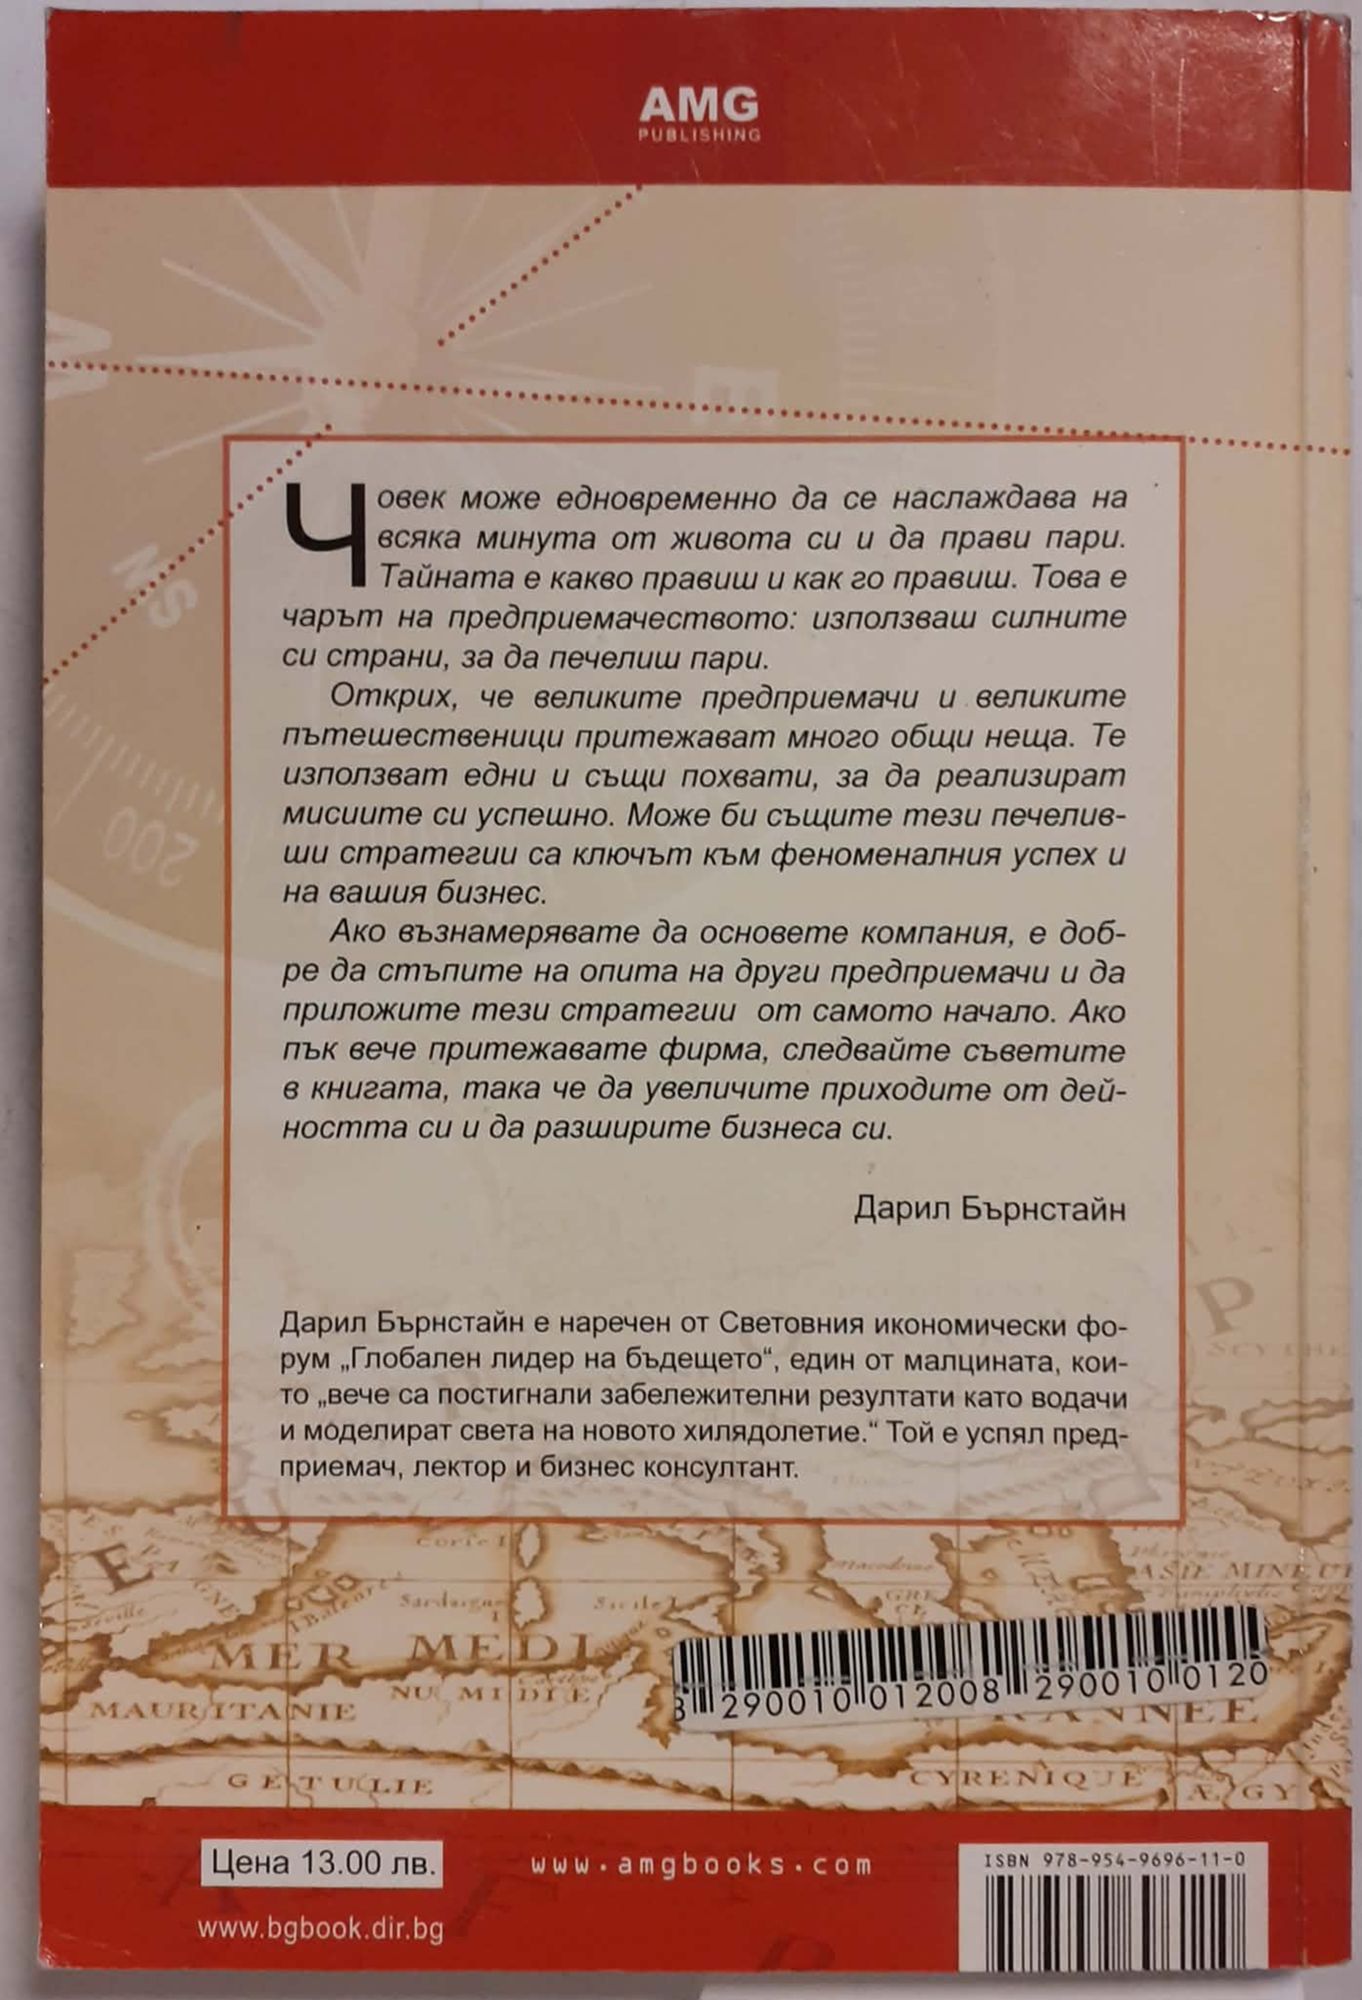 AMG
PUBLISHING
E
NS
200
Човек може едновременно да се наслаждава на
всяка минута от живота си и да прави пари.
Тайната е какво правиш и как го правиш. Това е
чарът на предприемачеството: използваш силните
си страни, за да печелиш пари.
Открих, че великите предприемачи и великите
пътешественици притежават много общи неща. Те
използват едни и същи похвати, за да реализират
мисиите си успешно. Може би същите тези печелив-
ши стратегии са ключът към феноменалния успех и
на вашия бизнес.
Ако възнамерявате да основете компания, е доб-
ре да стъпите на опита на други предприемачи и да
приложите тези стратегии от самото начало. Ако
пък вече притежавате фирма, следвайте съветите
в книгата, така че да увеличите приходите от дей-
ността си и да разширите бизнеса си.
Дарил Бърнстайн
Дарил Бърнстайн е наречен от Световния икономически фо-
рум „Глобален лидер на бъдещето“, един от малцината, кои-
то „вече са постигнали забележителни резултати като водачи
и моделират света на новото хилядолетие.“ Той е успял пред-
приемач, лектор и бизнес консултант.
ASIE MINEU
Sardaigne
Sicile
MER MEDI
NUMIDIE
MAURITANIE
290010 012008 290010 0120
GETULIE
CYRENIQUE
ÆGY
Цена 13.00 лв.
www.amgbooks.com
ISBN 978-954-9696-11-0
www.bgbook.dir.bg